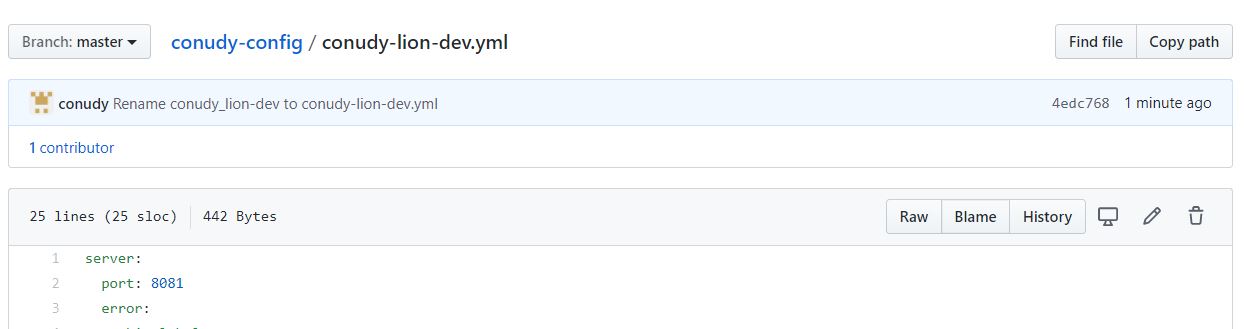 Branch: master
conudy-config / conudy-lion-dev.yml
Find file
Copy path
conudy Rename conudy_lion-dev to conudy-lion-dev.yml
4edc768 1 minute ago
1 contributor
25 lines (25 sloc) 442 Bytes
Raw
Blame
History
1 server:
2 port: 8081
3 error: